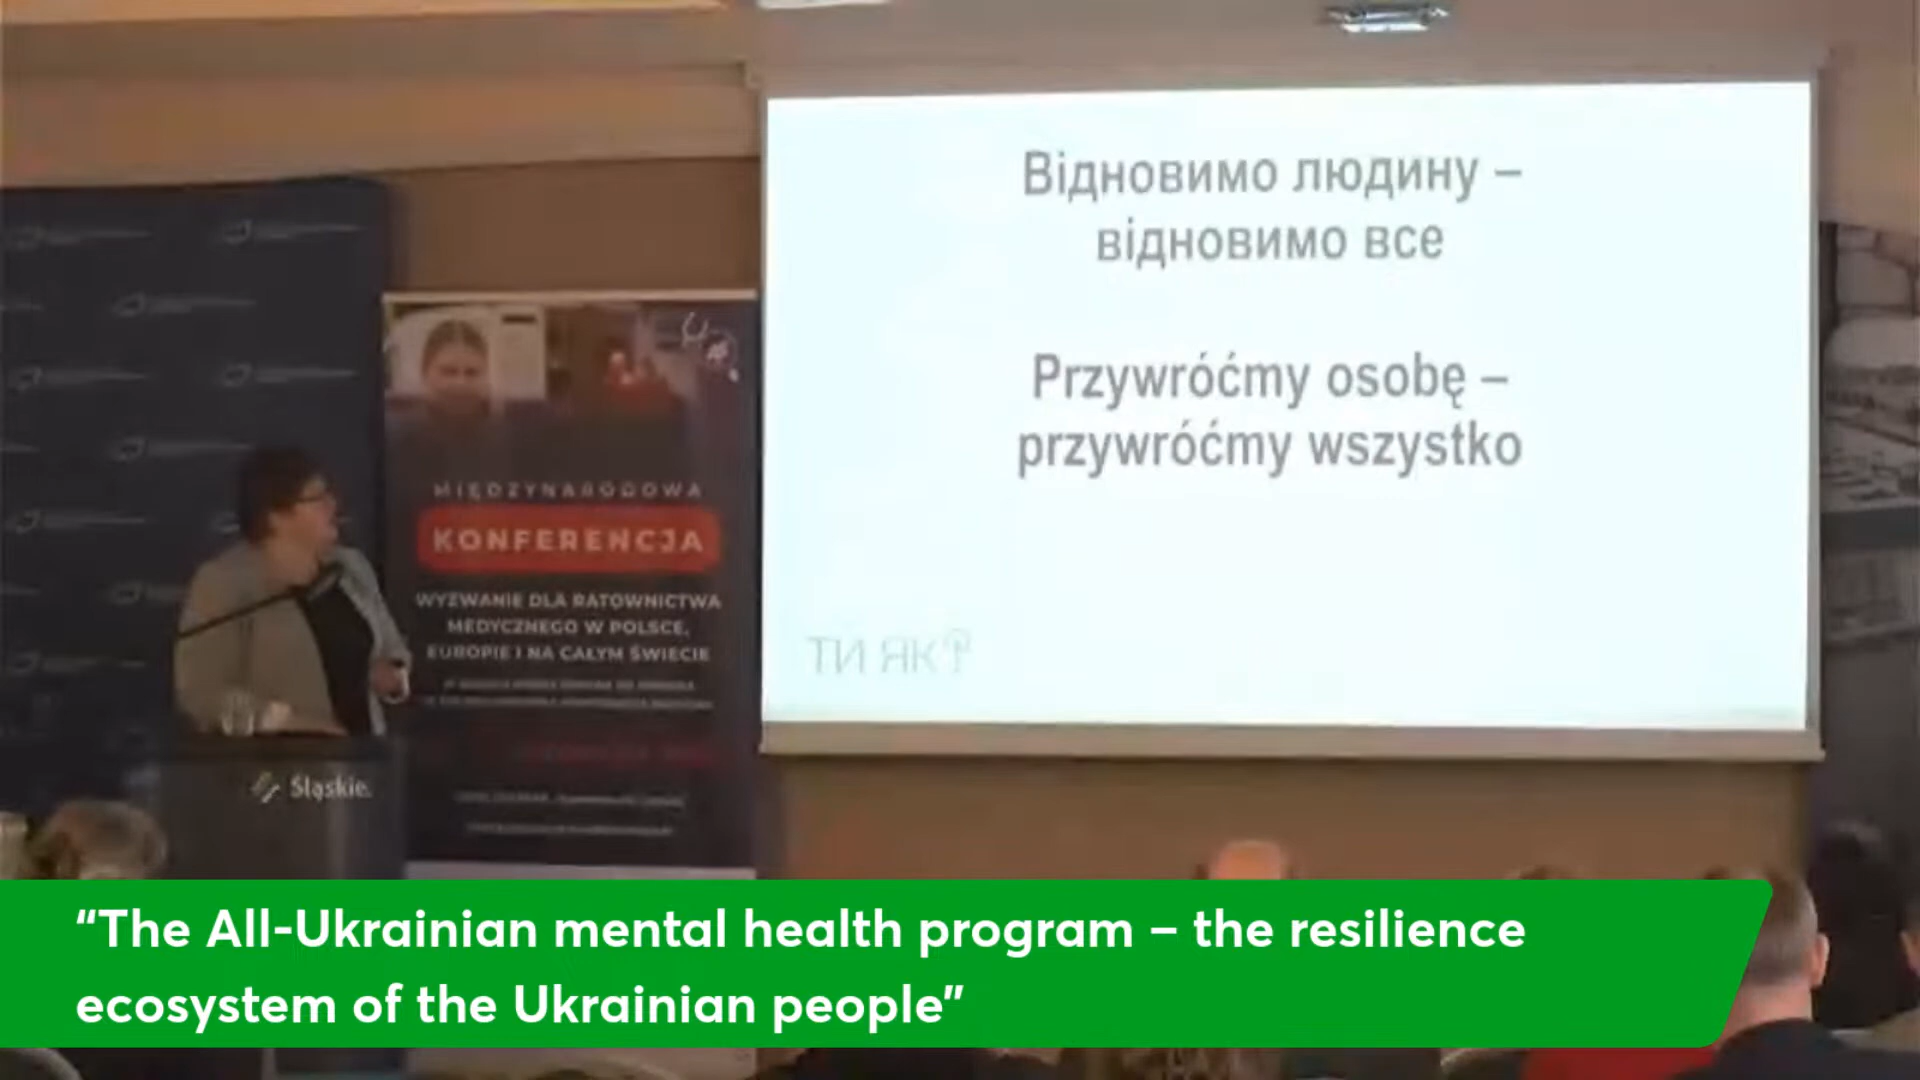 Відновимо людину –
відновимо все
Przywróćmy osobę –
przywróćmy wszystko
ТИ ЯК?
MIĘDZYNARODOWA
KONFERENCJA
WYZWANIE DLA RATOWNICTWA
MEDYCZNEGO W POLSCE,
EUROPIE I NA CAŁYM ŚWIECIE
Śląskie.
“The All-Ukrainian mental health program – the resilience
ecosystem of the Ukrainian people”